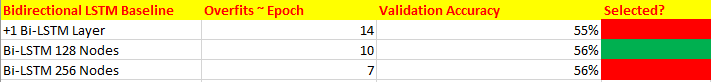 Bidirectional LSTM Baseline Overfits ~ Epoch Validation Accuracy Selected?
+1 Bi-LSTM Layer 14 55%
Bi-LSTM 128 Nodes 10 56%
Bi-LSTM 256 Nodes 7 56%